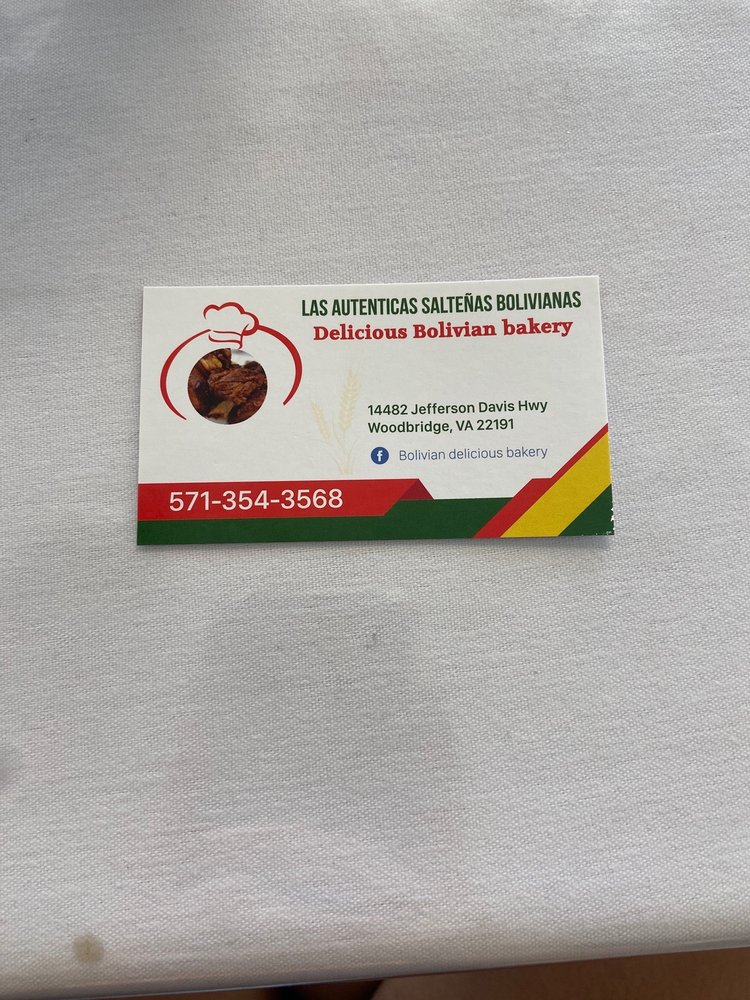 LAS AUTENTICAS SALTEÑAS BOLIVIANAS
Delicious Bolivian bakery
14482 Jefferson Davis Hwy
Woodbridge, VA 22191
f Bolivian delicious bakery
571-354-3568